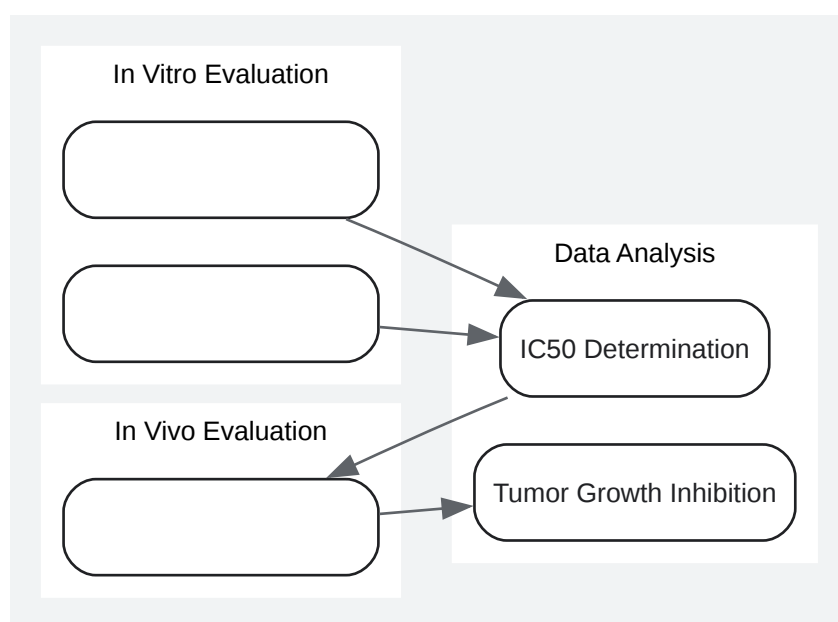 In Vitro Evaluation
Data Analysis
IC50 Determination
In Vivo Evaluation
Tumor Growth Inhibition